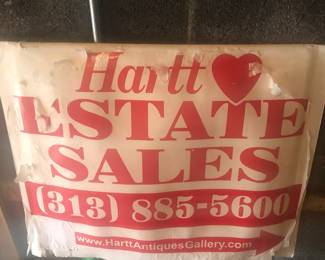 Hartt
ESTATE
SALES
(313) 885-5600
www.HarttAntiquesGallery.com